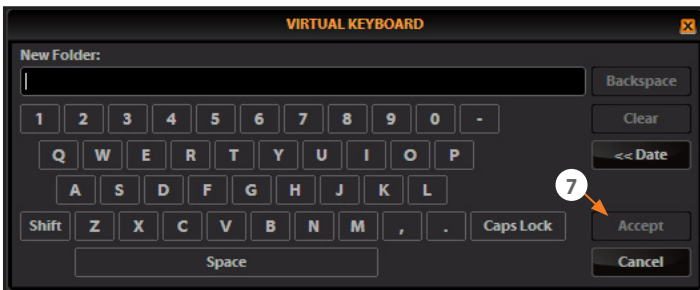 VIRTUAL KEYBOARD X
New Folder:
Backspace
1 2 3 4 5 6 7 8 9 0 - Clear
Q W E R T Y U I O P << Date
A S D F G H J K L 7
Shift Z X C V B N M , . Caps Lock Accept
Space Cancel